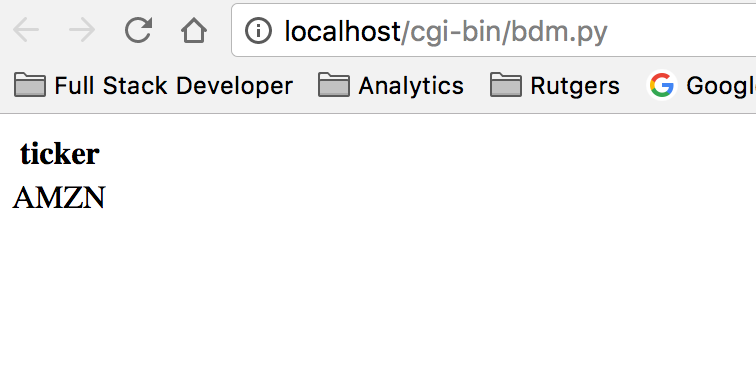 localhost/cgi-bin/bdm.py
Full Stack Developer Analytics Rutgers Googl
ticker
AMZN